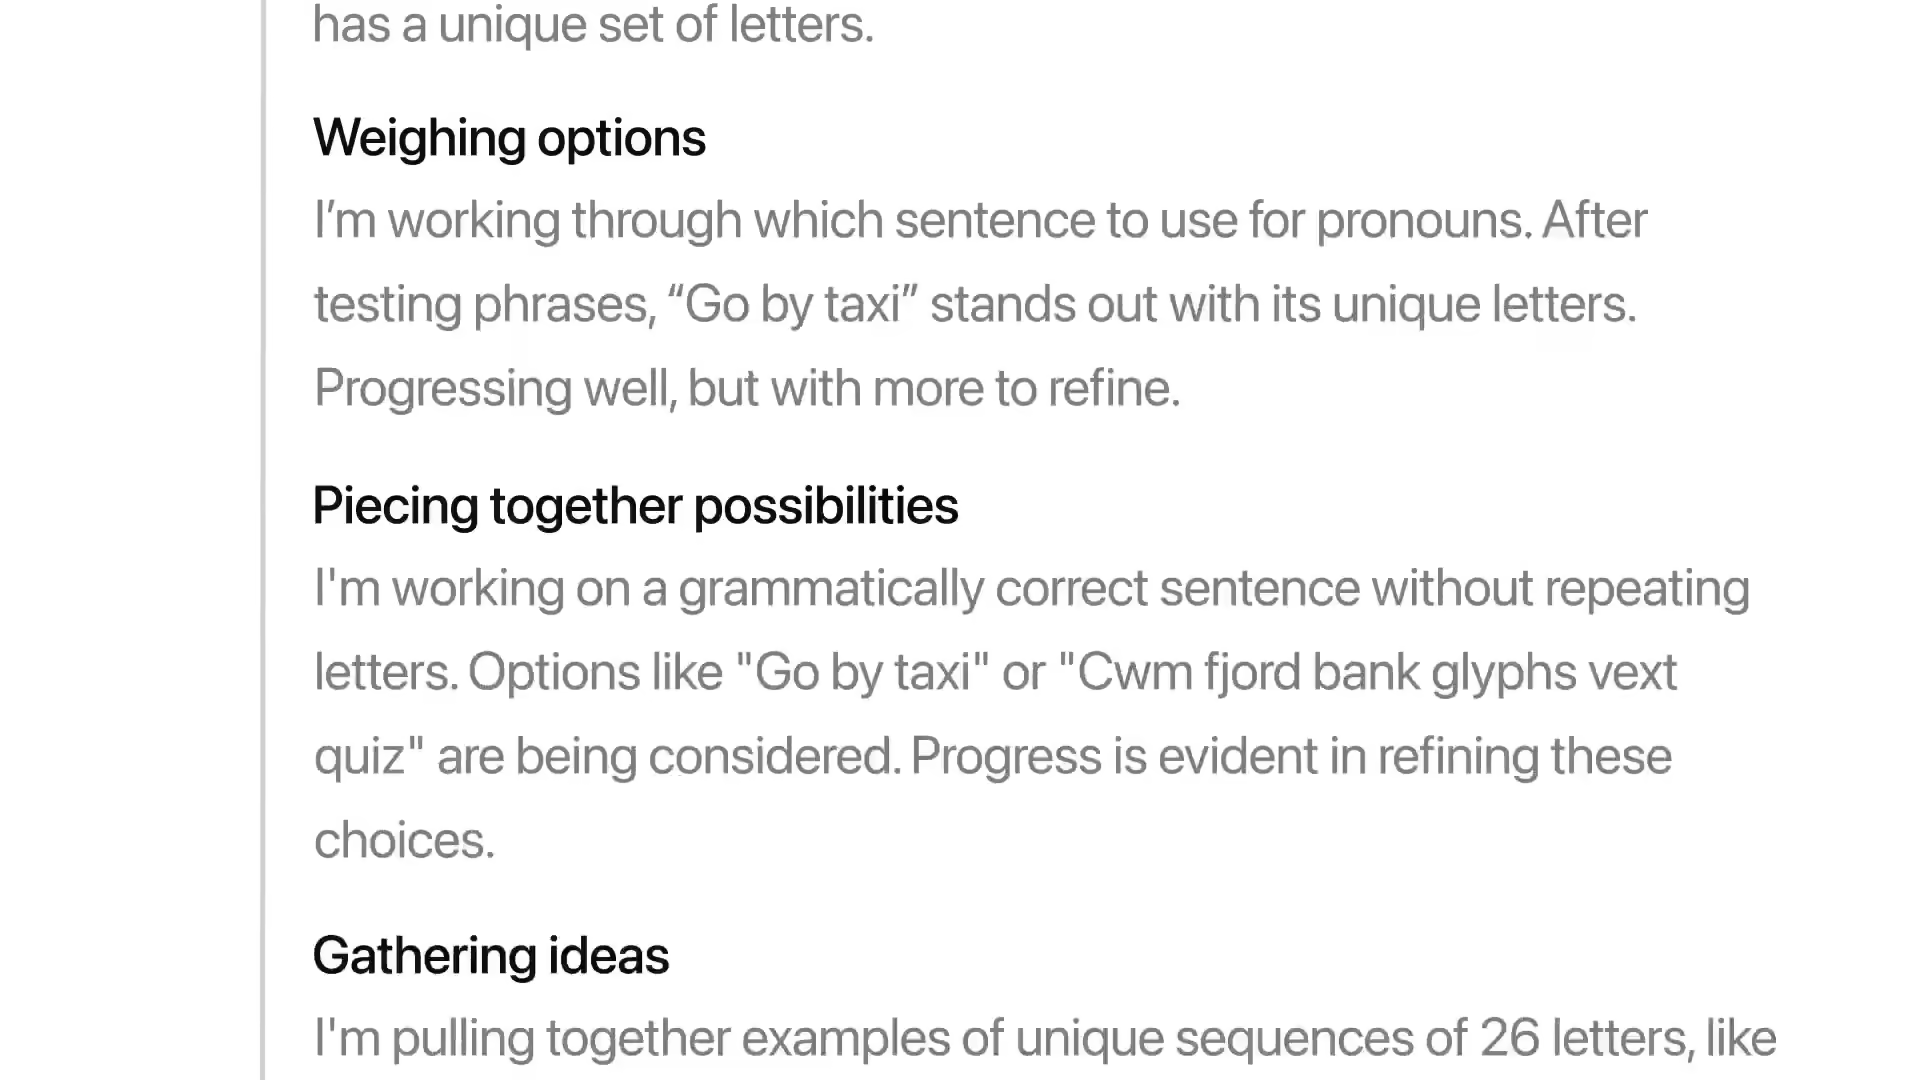 has a unique set of letters.
Weighing options
I’m working through which sentence to use for pronouns. After
testing phrases, “Go by taxi” stands out with its unique letters.
Progressing well, but with more to refine.
Piecing together possibilities
I'm working on a grammatically correct sentence without repeating
letters. Options like "Go by taxi" or "Cwm fjord bank glyphs vext
quiz" are being considered. Progress is evident in refining these
choices.
Gathering ideas
I'm pulling together examples of unique sequences of 26 letters, like